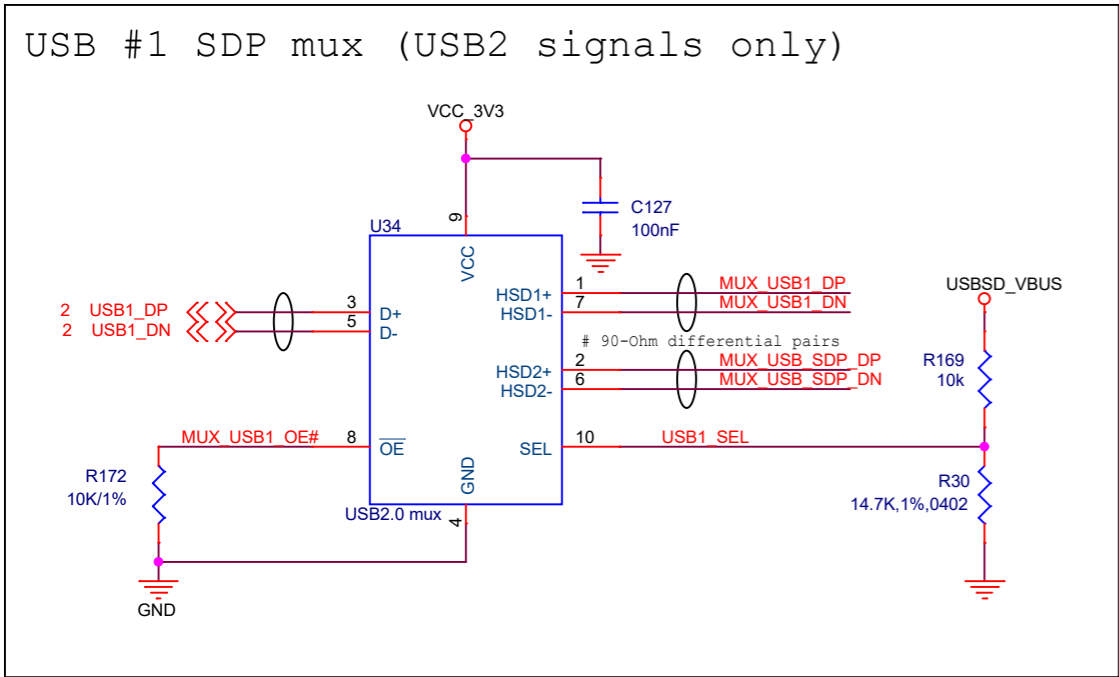 USB #1 SDP mux (USB2 signals only)
VCC_3V3
C127
100nF
U34
9
VCC
2 USB1_DP
2 USB1_DN
3
5
D+
D-
HSD1+
HSD1-
1
7
MUX_USB1_DP
MUX_USB1_DN
# 90-Ohm differential pairs
HSD2+
HSD2-
2
6
MUX_USB_SDP_DP
MUX_USB_SDP_DN
USBSD_VBUS
R169
10k
MUX_USB1_OE#
8
OE
SEL
10
USB1_SEL
GND
4
USB2.0 mux
R172
10K/1%
GND
R30
14.7K,1%,0402